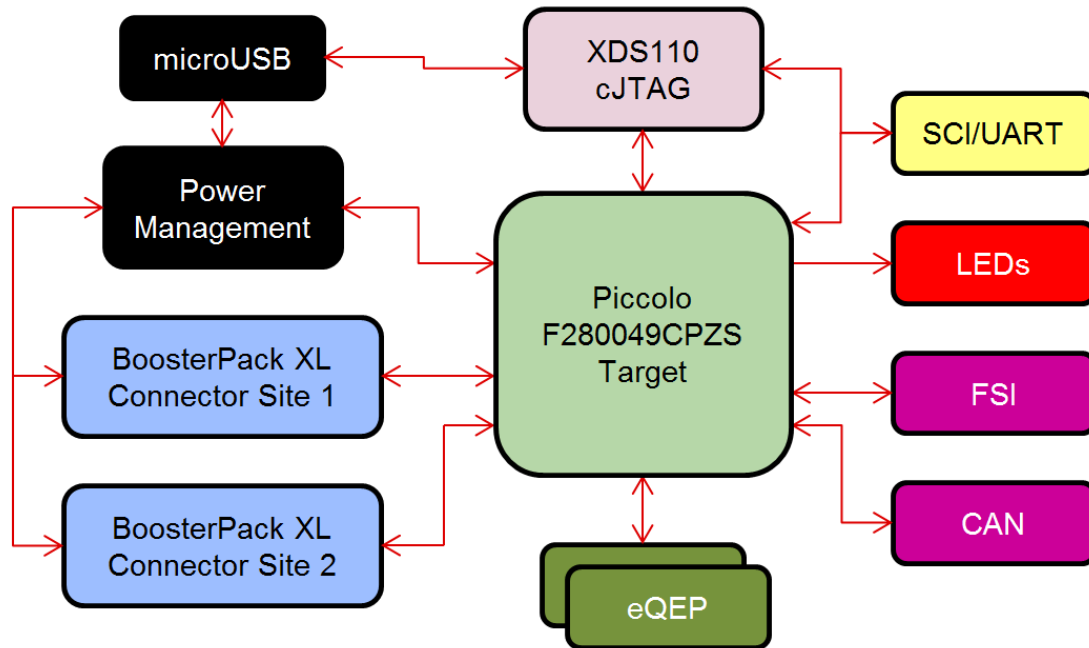 microUSB
XDS110
cJTAG
SCI/UART
Power
Management
LEDs
Piccolo
F280049CPZS
Target
BoosterPack XL
Connector Site 1
FSI
BoosterPack XL
Connector Site 2
CAN
eQEP